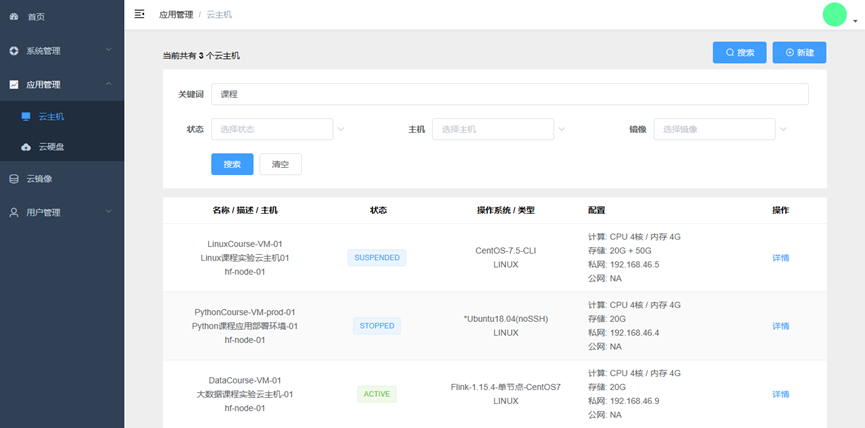 首页
系统管理
应用管理
云主机
云硬盘
云镜像
用户管理
应用管理 / 云主机
当前共有 3 个云主机
搜索
新建
关键词 课程
状态 选择状态 主机 选择主机 镜像 选择镜像
搜索 清空
名称 / 描述 / 主机 状态 操作系统 / 类型 配置 操作
LinuxCourse-VM-01
Linux课程实验云主机01
hf-node-01
SUSPENDED
CentOS-7.5-CLI
LINUX
计算: CPU 4核 / 内存 4G
存储: 20G + 50G
私网: 192.168.46.5
公网: NA
详情
PythonCourse-VM-prod-01
Python课程应用部署环境-01
hf-node-01
STOPPED
*Ubuntu18.04(noSSH)
LINUX
计算: CPU 4核 / 内存 4G
存储: 20G
私网: 192.168.46.4
公网: NA
详情
DataCourse-VM-01
大数据课程实验云主机-01
hf-node-01
ACTIVE
Flink-1.15.4-单节点-CentOS7
LINUX
计算: CPU 4核 / 内存 4G
存储: 20G
私网: 192.168.46.9
公网: NA
详情